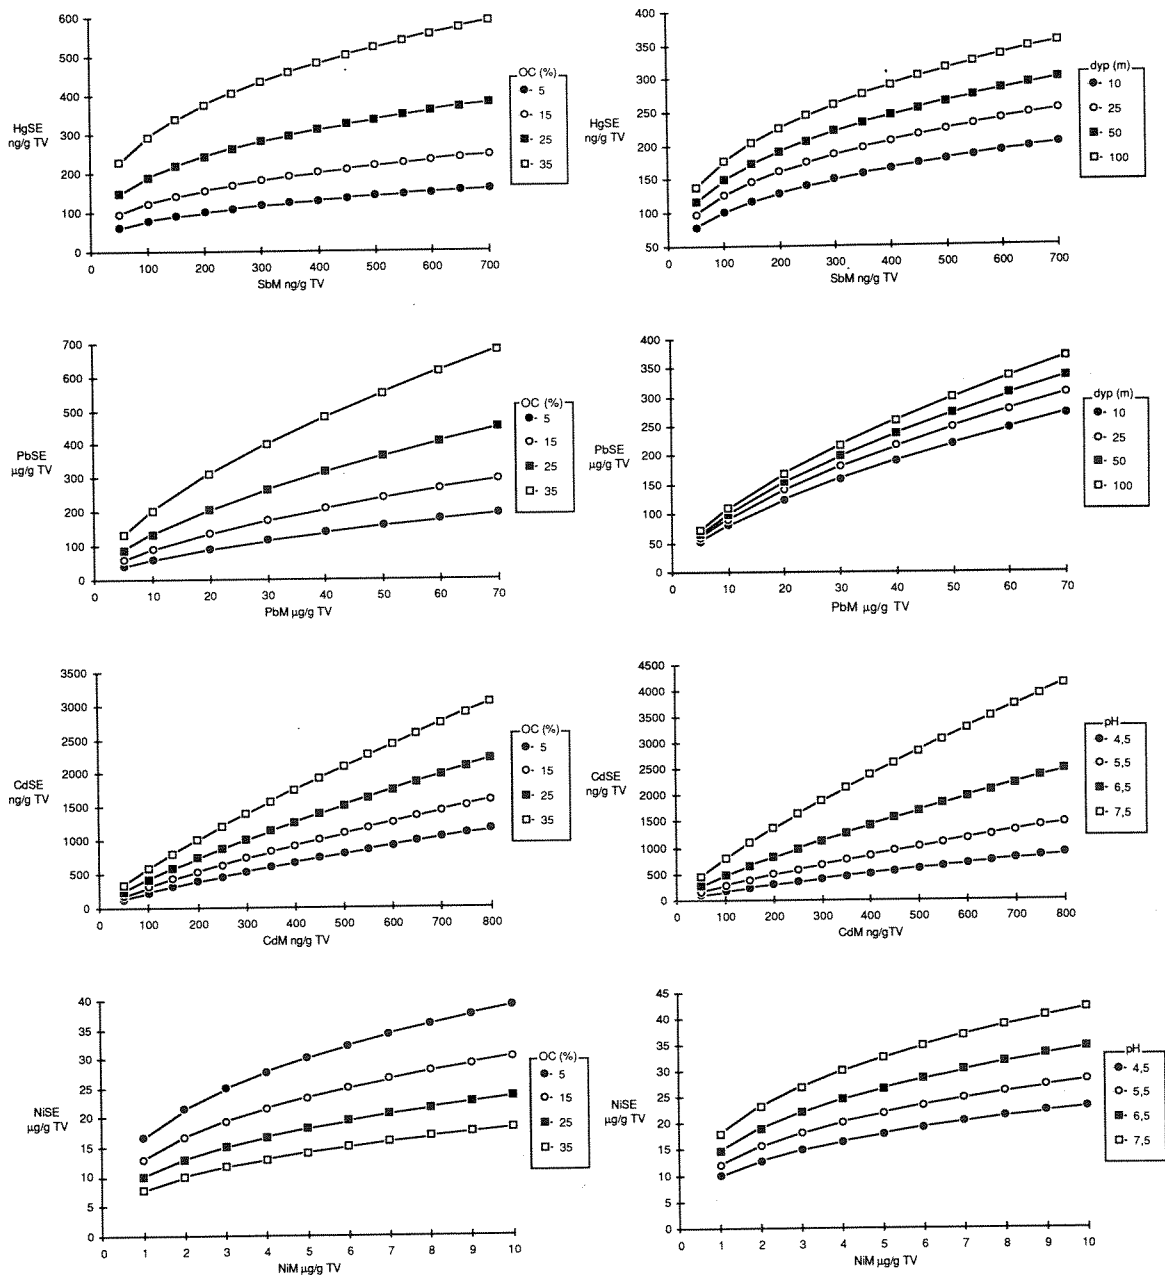 600
500
400
300
200
100
0
HgSE
ng/g TV
0 100 200 300 400 500 600 700
SbM ng/g TV
OC (%)
5
15
25
35
400
350
300
250
200
150
100
50
HgSE
ng/g TV
0 100 200 300 400 500 600 700
SbM ng/g TV
dyp (m)
10
25
50
100
700
600
500
400
300
200
100
0
PbSE
µg/g TV
0 10 20 30 40 50 60 70
PbM µg/g TV
OC (%)
5
15
25
35
400
350
300
250
200
150
100
50
0
PbSE
µg/g TV
0 10 20 30 40 50 60 70
PbM µg/g TV
dyp (m)
10
25
50
100
3500
3000
2500
2000
1500
1000
500
0
CdSE
ng/g TV
0 100 200 300 400 500 600 700 800
CdM ng/g TV
OC (%)
5
15
25
35
4500
4000
3500
3000
2500
2000
1500
1000
500
0
CdSE
ng/g TV
0 100 200 300 400 500 600 700 800
CdM ng/gTV
pH
4,5
5,5
6,5
7,5
40
35
30
25
20
15
10
5
0
NiSE
µg/g TV
0 1 2 3 4 5 6 7 8 9 10
NiM µg/g TV
OC (%)
5
15
25
35
45
40
35
30
25
20
15
10
5
0
NiSE
µg/g TV
0 1 2 3 4 5 6 7 8 9 10
NiM µg/g TV
pH
4,5
5,5
6,5
7,5